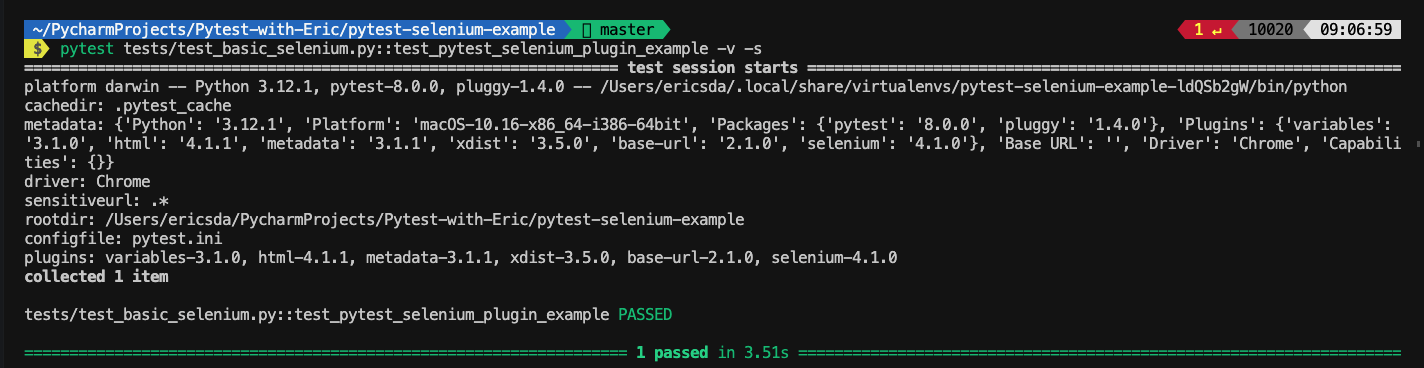 ~/PycharmProjects/Pytest-with-Eric/pytest-selenium-example master 1 ↵ 10020 09:06:59
$ pytest tests/test_basic_selenium.py::test_pytest_selenium_plugin_example -v -s
============================ test session starts ============================
platform darwin -- Python 3.12.1, pytest-8.0.0, pluggy-1.4.0 -- /Users/ericsda/.local/share/virtualenvs/pytest-selenium-example-ldQSb2gW/bin/python
cachedir: .pytest_cache
metadata: {'Python': '3.12.1', 'Platform': 'macOS-10.16-x86_64-i386-64bit', 'Packages': {'pytest': '8.0.0', 'pluggy': '1.4.0'}, 'Plugins': {'variables':
'3.1.0', 'html': '4.1.1', 'metadata': '3.1.1', 'xdist': '3.5.0', 'base-url': '2.1.0', 'selenium': '4.1.0'}, 'Base URL': '', 'Driver': 'Chrome', 'Capabili
ties': {}}
driver: Chrome
sensitiveurl: .*
rootdir: /Users/ericsda/PycharmProjects/Pytest-with-Eric/pytest-selenium-example
configfile: pytest.ini
plugins: variables-3.1.0, html-4.1.1, metadata-3.1.1, xdist-3.5.0, base-url-2.1.0, selenium-4.1.0
collected 1 item
tests/test_basic_selenium.py::test_pytest_selenium_plugin_example PASSED
============================ 1 passed in 3.51s ============================